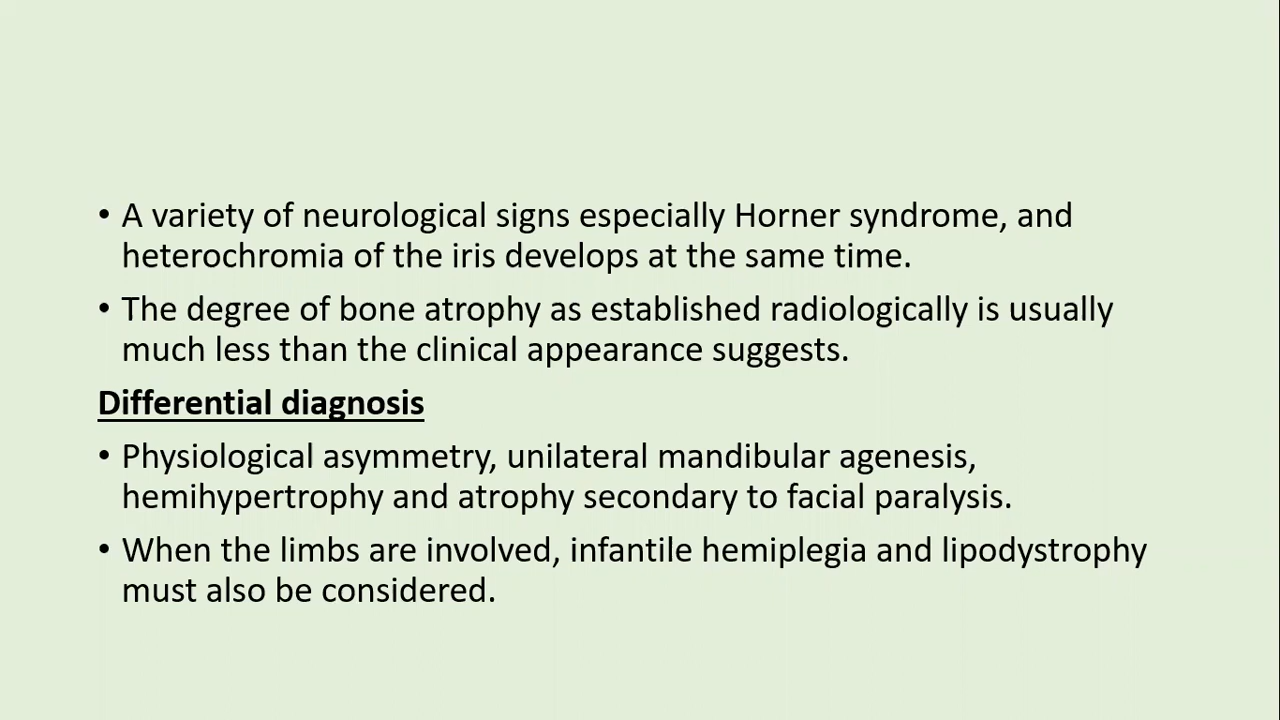 • A variety of neurological signs especially Horner syndrome, and
heterochromia of the iris develops at the same time.
• The degree of bone atrophy as established radiologically is usually
much less than the clinical appearance suggests.
Differential diagnosis
• Physiological asymmetry, unilateral mandibular agenesis,
hemihypertrophy and atrophy secondary to facial paralysis.
• When the limbs are involved, infantile hemiplegia and lipodystrophy
must also be considered.